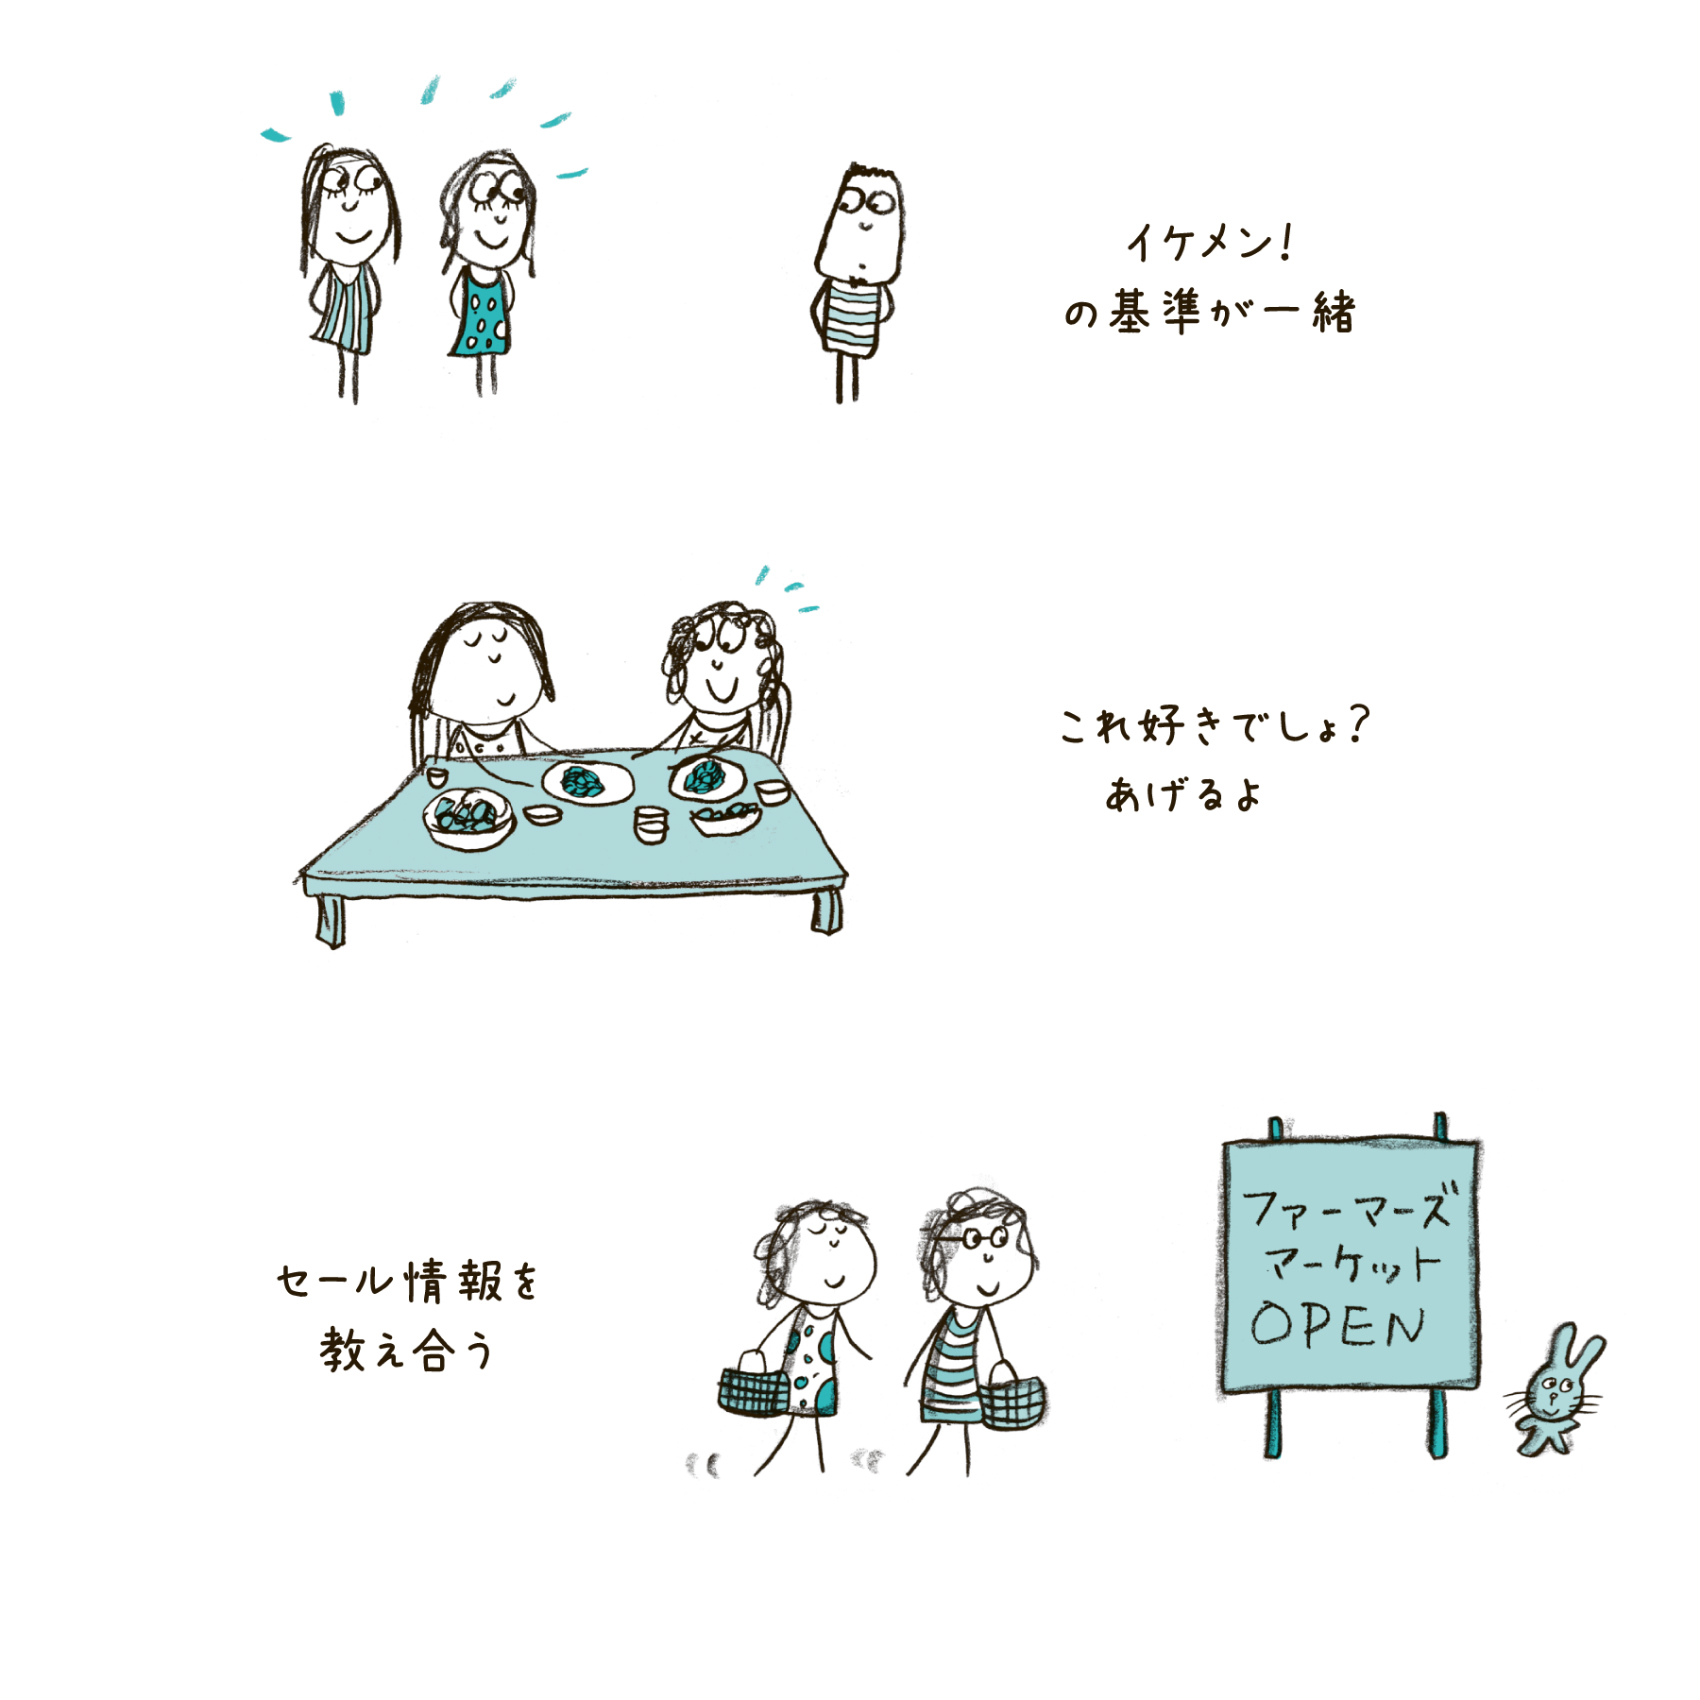 イケメン!
の基準が一緒
これ好きでしょ?
あげるよ
セール情報を
教え合う
ファーマーズ
マーケット
OPEN